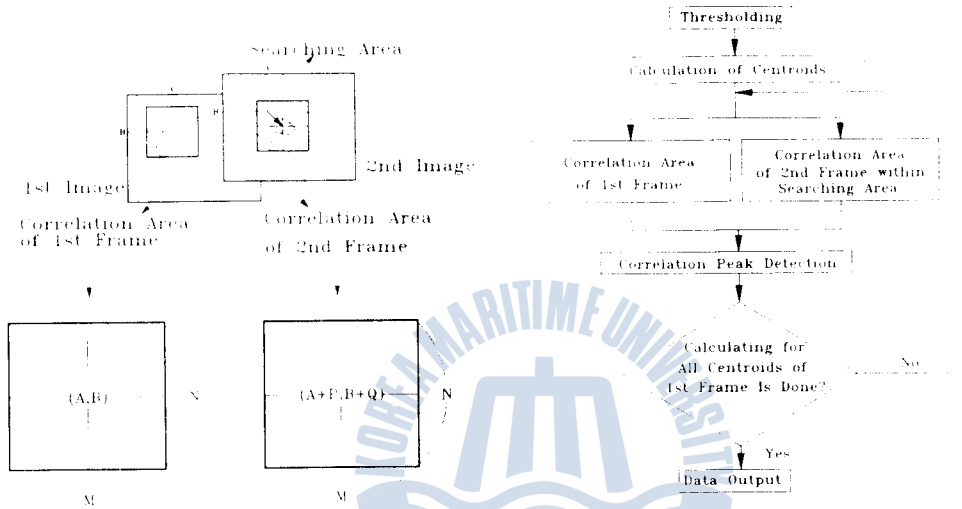 Searching Area
A
A
B
B
2nd Image
1st Image
Correlation Area
of 1st Frame
Correlation Area
of 2nd Frame
(A,B)
N
M
(A+P,B+Q)
N
M
Thresholding
Calculation of Centroids
Correlation Area
of 1st Frame
Correlation Area
of 2nd Frame within
Searching Area
Correlation Peak Detection
Calculating for
All Centroids of
1st Frame Is Done?
No
Yes
Data Output
KOREA MARITIME UNIVERSITY